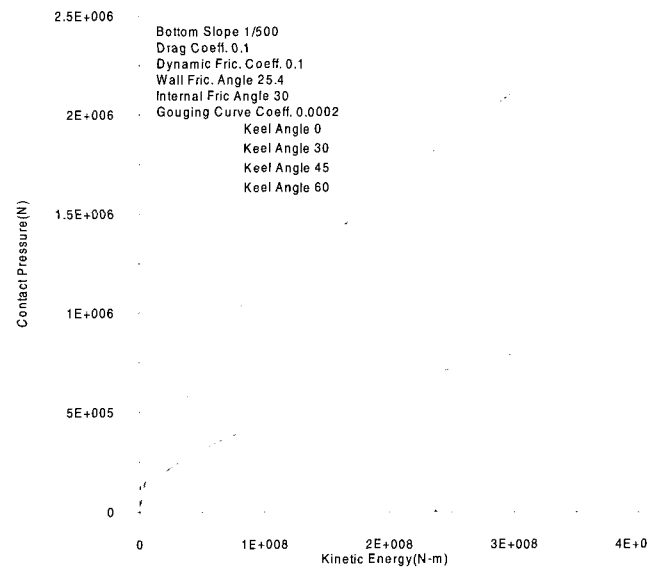 2.5E+006
Bottom Slope 1/500
Drag Coeff. 0.1
Dynamic Fric. Coeff. 0.1
Wall Fric. Angle 25.4
Internal Fric Angle 30
Gouging Curve Coeff. 0.0002
2E+006
Keel Angle 0
Keel Angle 30
Keel Angle 45
Keel Angle 60
1.5E+006
Contact Pressure(N)
1E+006
5E+005
0
0 1E+008 2E+008 3E+008 4E+0
Kinetic Energy(N-m)